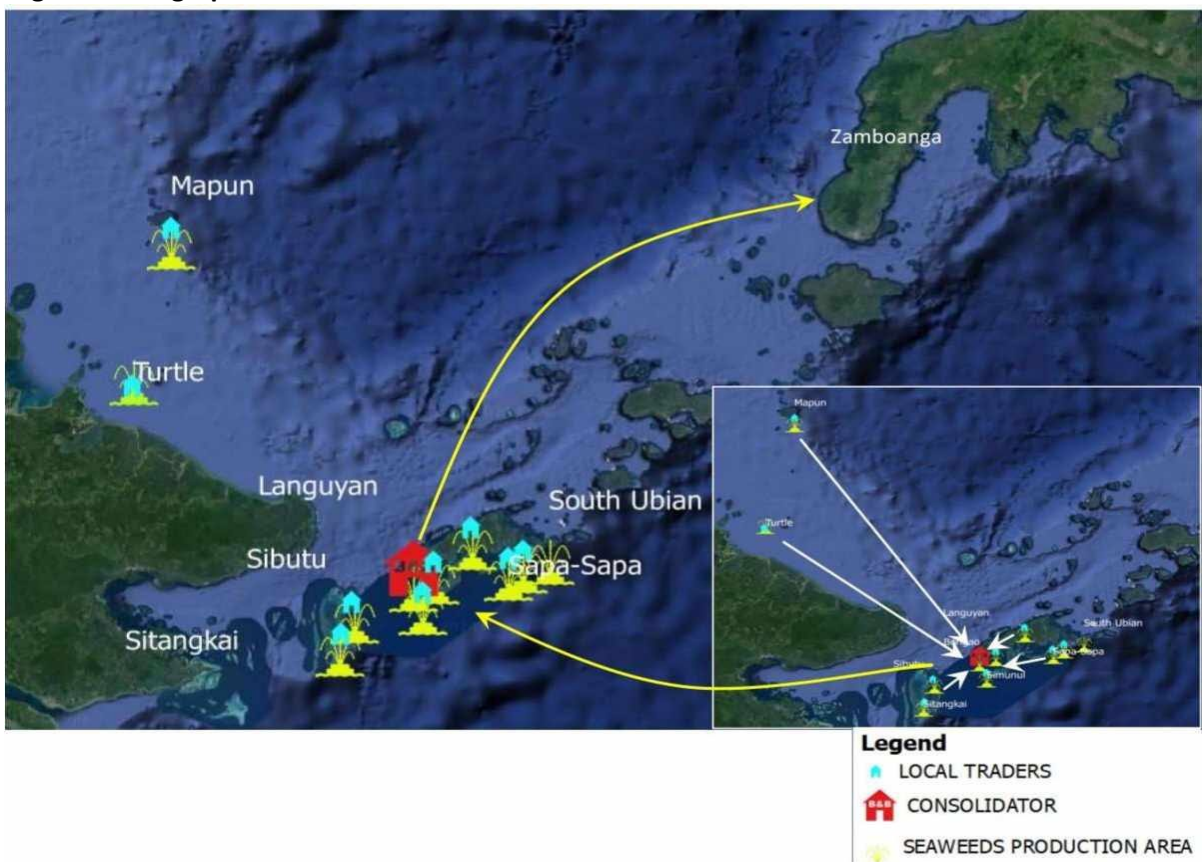 Mapun
Zamboanga
Turtle
Languyan
South Ubian
Sibutu
Sapa-Sapa
Sitangkai
Mapun
Turtle
Languyan
South Ubian
Sapa-Sapa
Simunul
Sitangkai
Legend
LOCAL TRADERS
B&B
CONSOLIDATOR
SEAWEEDS PRODUCTION AREA